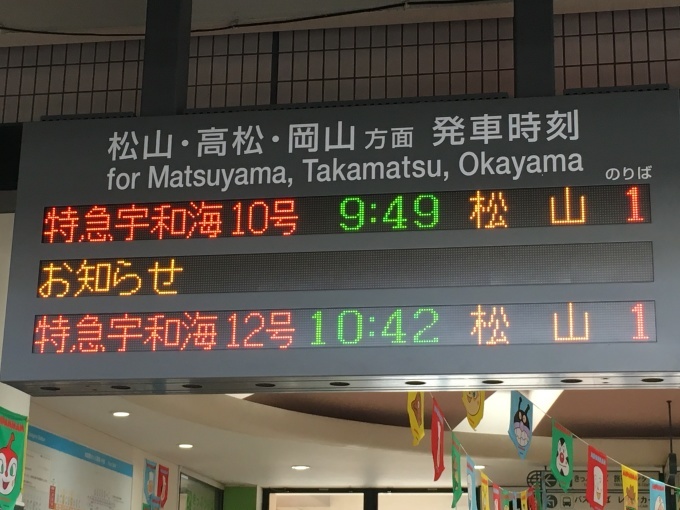 松山・高松・岡山 方面 発車時刻
for Matsuyama, Takamatsu, Okayama のりば
特急宇和海10号 9:49 松 山 1
お知らせ
特急宇和海12号 10:42 松 山 1